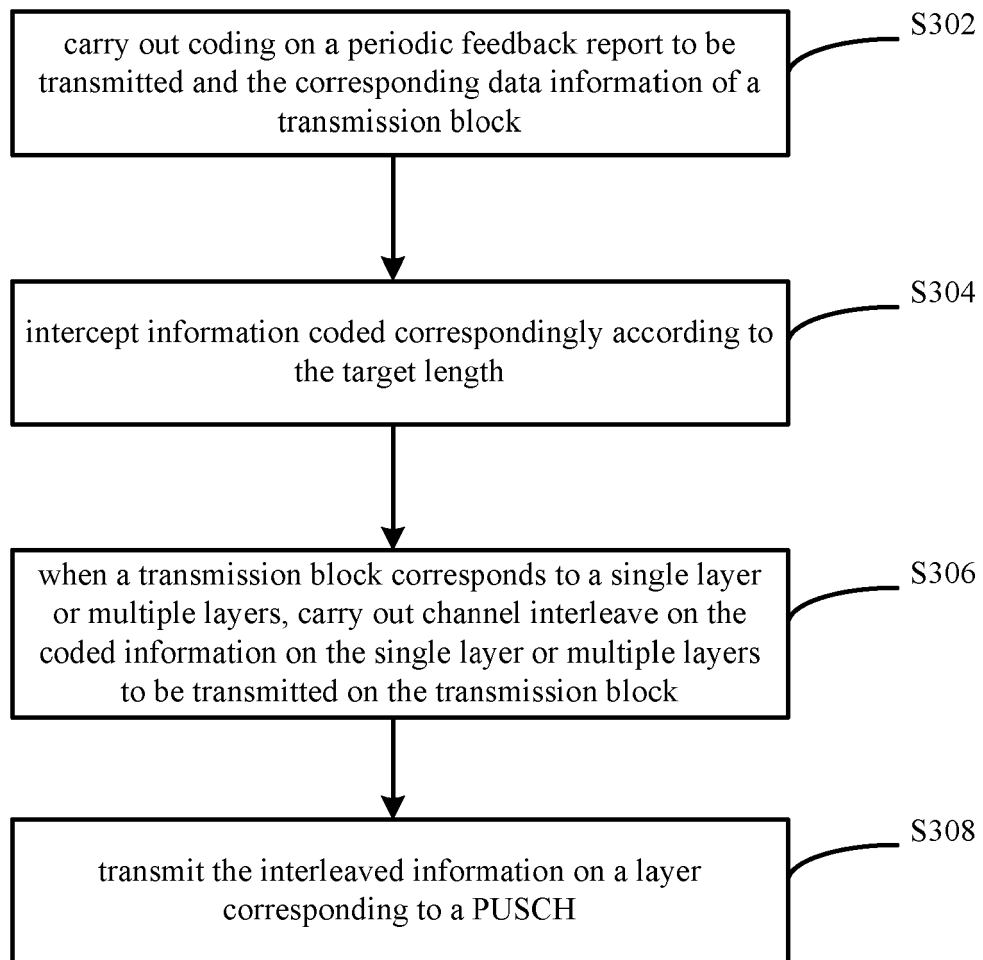 S302
carry out coding on a periodic feedback report to be
transmitted and the corresponding data information of a
transmission block
S304
intercept information coded correspondingly according to
the target length
S306
when a transmission block corresponds to a single layer
or multiple layers, carry out channel interleave on the
coded information on the single layer or multiple layers
to be transmitted on the transmission block
S308
transmit the interleaved information on a layer
corresponding to a PUSCH